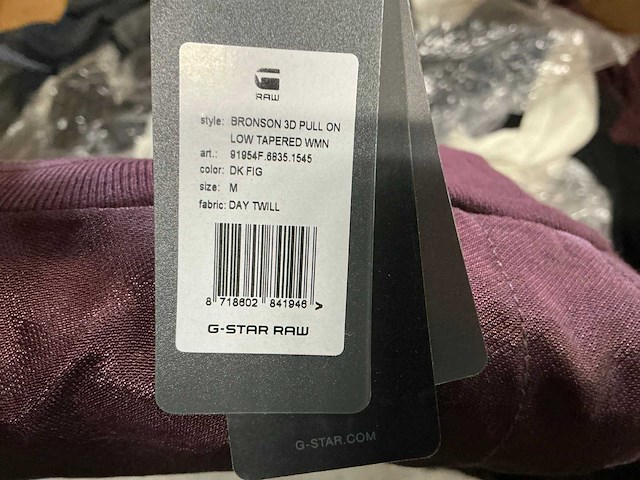 RAW
style: BRONSON 3D PULL ON
LOW TAPERED WMN
art.: 91954F.6835.1545
color: DK FIG
size: M
fabric: DAY TWILL
8 718602 841946 >
G-STAR RAW
G-STAR.COM